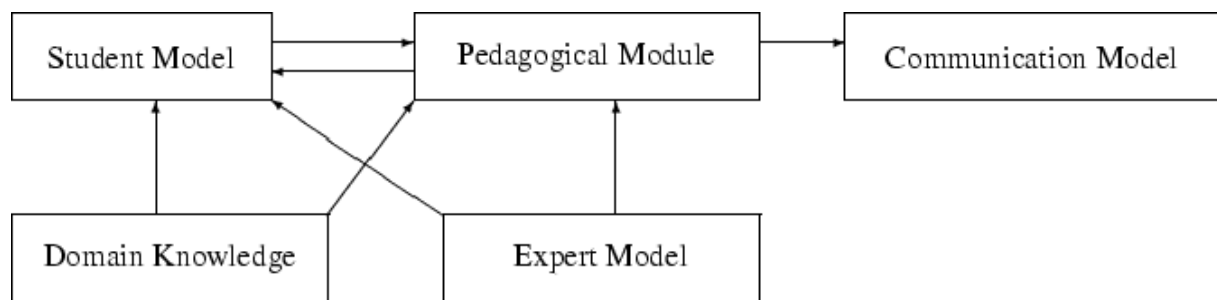 Student Model
Pedagogical Module
Communication Model
Domain Knowledge
Expert Model